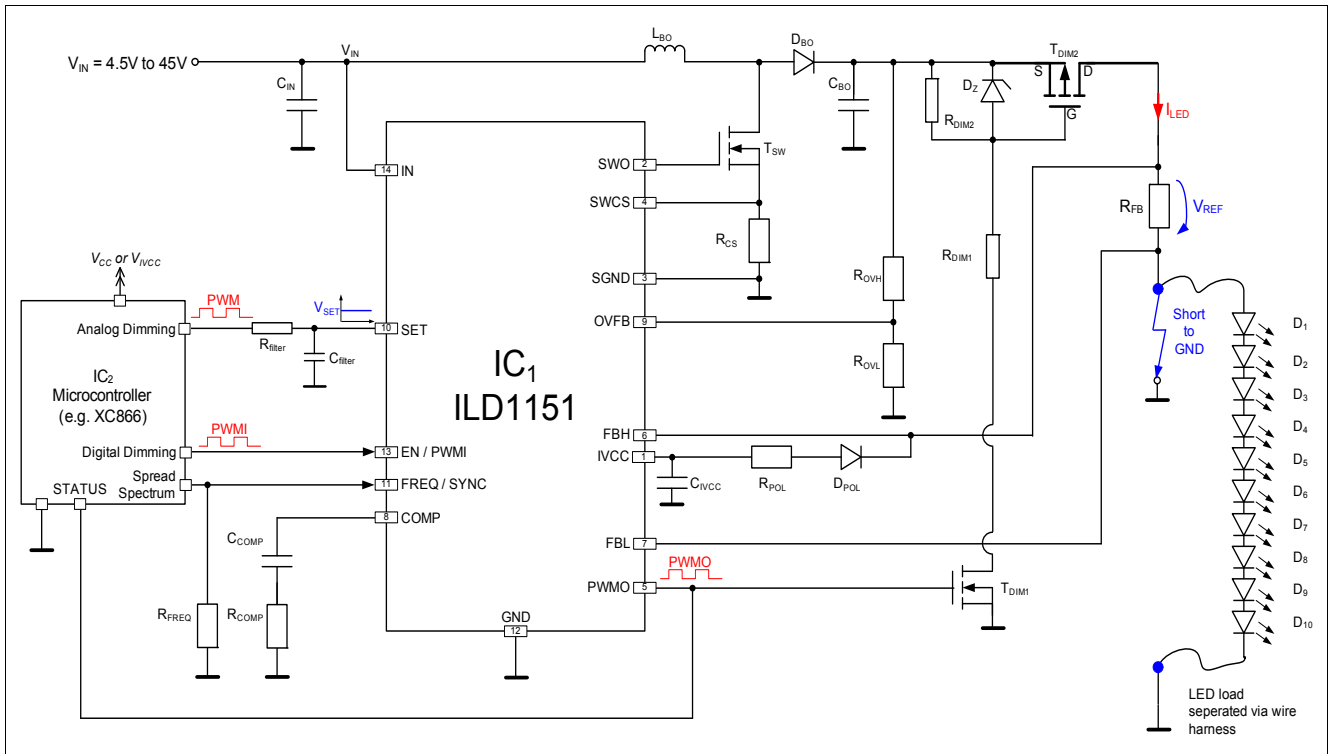 V_IN = 4.5V to 45V
V_IN
L_BO
D_BO
T_DIM2
C_IN
C_BO
R_DIM2
D_Z
S
D
G
I_LED
SWO
2
T_SW
14
IN
SWCS
4
R_CS
R_FB
V_REF
V_CC or V_IVCC
R_OVH
R_DIM1
SGND
3
PWM
V_SET
Analog Dimming
R_filter
10
SET
OVFB
9
C_filter
Short
to
GND
D_1
IC_2
Microcontroller
(e.g. XC866)
IC_1
ILD1151
R_OVL
D_2
D_3
PWMI
D_4
Digital Dimming
13
EN / PWMI
FBH
6
IVCC
1
D_5
Spread
Spectrum
11
FREQ / SYNC
C_IVCC
R_POL
D_POL
D_6
STATUS
8
COMP
D_7
C_COMP
FBL
7
D_8
PWMO
PWMO
5
T_DIM1
D_9
R_FREQ
R_COMP
GND
12
D_10
LED load
seperated via wire
harness